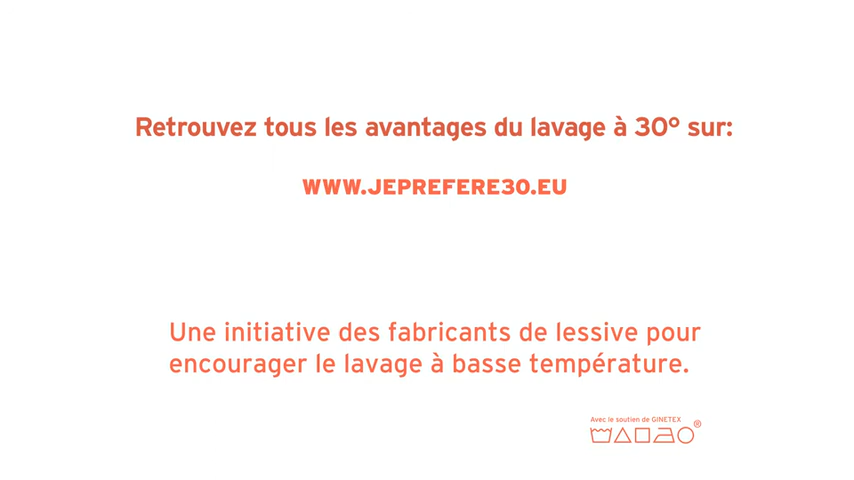 Retrouvez tous les avantages du lavage à 30° sur:
WWW.JEPREFERE30.EU
Une initiative des fabricants de lessive pour
encourager le lavage à basse température.
Avec le soutien de GINETEX
®